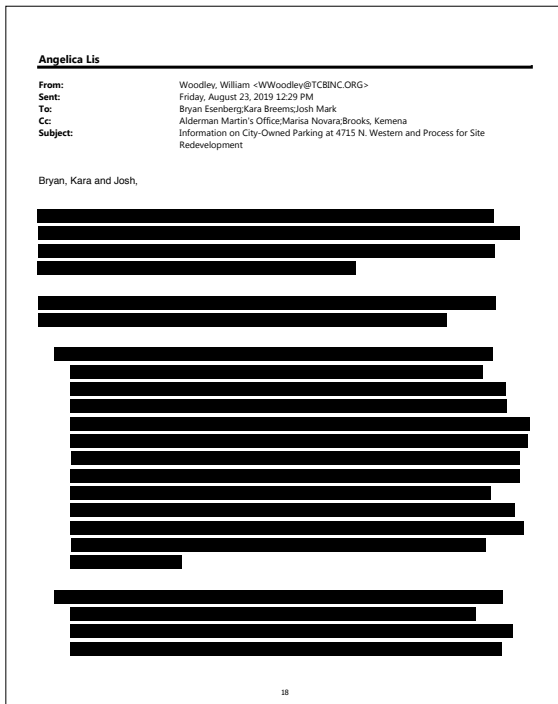 Angelica Lis
From: Woodley, William <WWoodley@TCBINC.ORG>
Sent: Friday, August 23, 2019 12:29 PM
To: Bryan Esenberg;Kara Breems;Josh Mark
Cc: Alderman Martin's Office;Marisa Novara;Brooks, Kemena
Subject: Information on City-Owned Parking at 4715 N. Western and Process for Site
Redevelopment
Bryan, Kara and Josh,
18